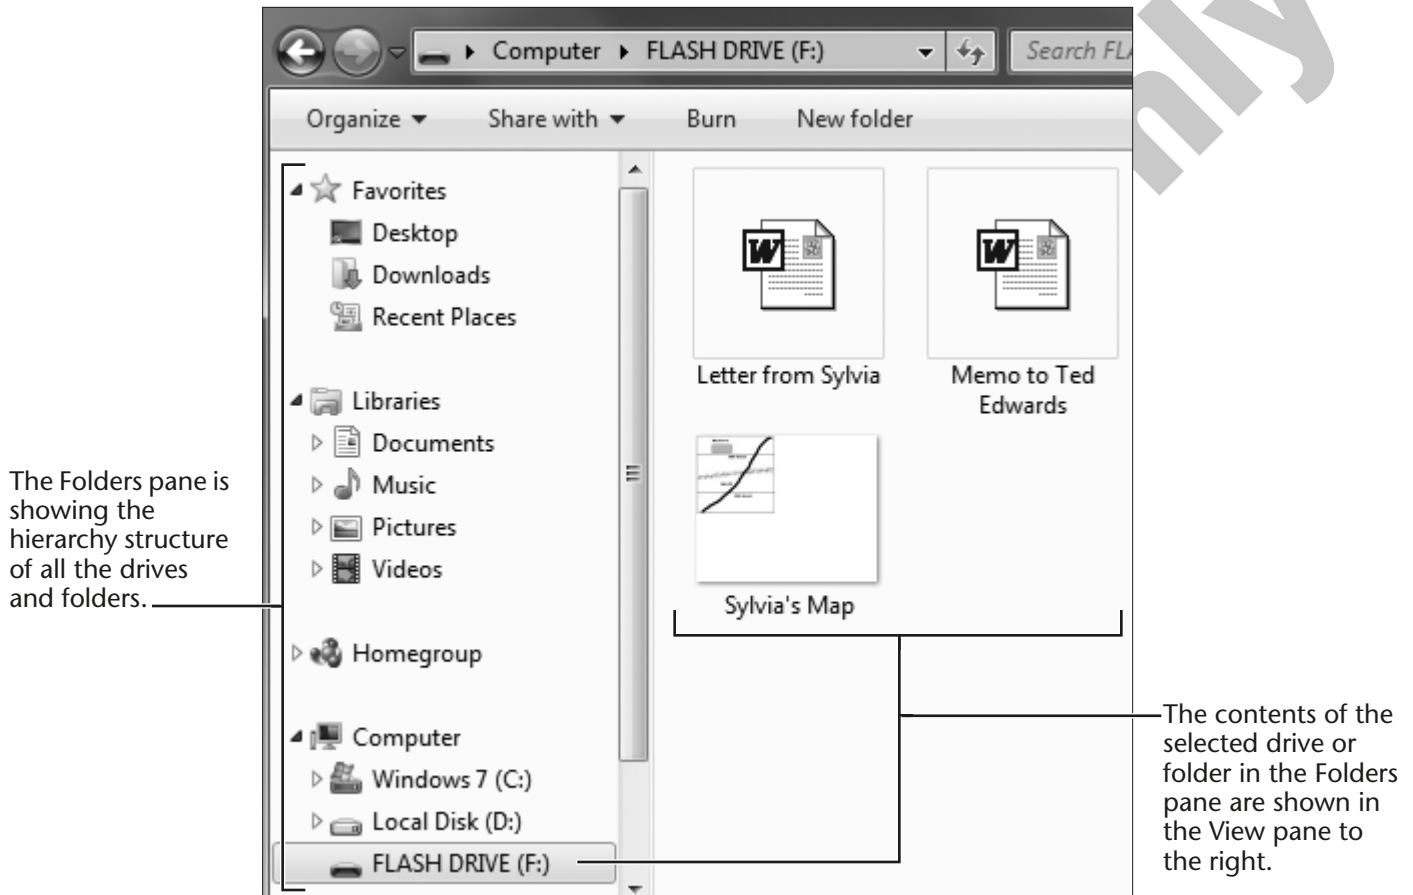 Computer
FLASH DRIVE (F:)
Search FLA
nly
Organize
Share with
Burn
New folder
Favorites
Desktop
Downloads
Recent Places
Libraries
Documents
Music
Pictures
Videos
Homegroup
Computer
Windows 7 (C:)
Local Disk (D:)
FLASH DRIVE (F:)
W
W
Letter from Sylvia
Memo to Ted
Edwards
Sylvia's Map
The Folders pane is
showing the
hierarchy structure
of all the drives
and folders.
The contents of the
selected drive or
folder in the Folders
pane are shown in
the View pane to
the right.